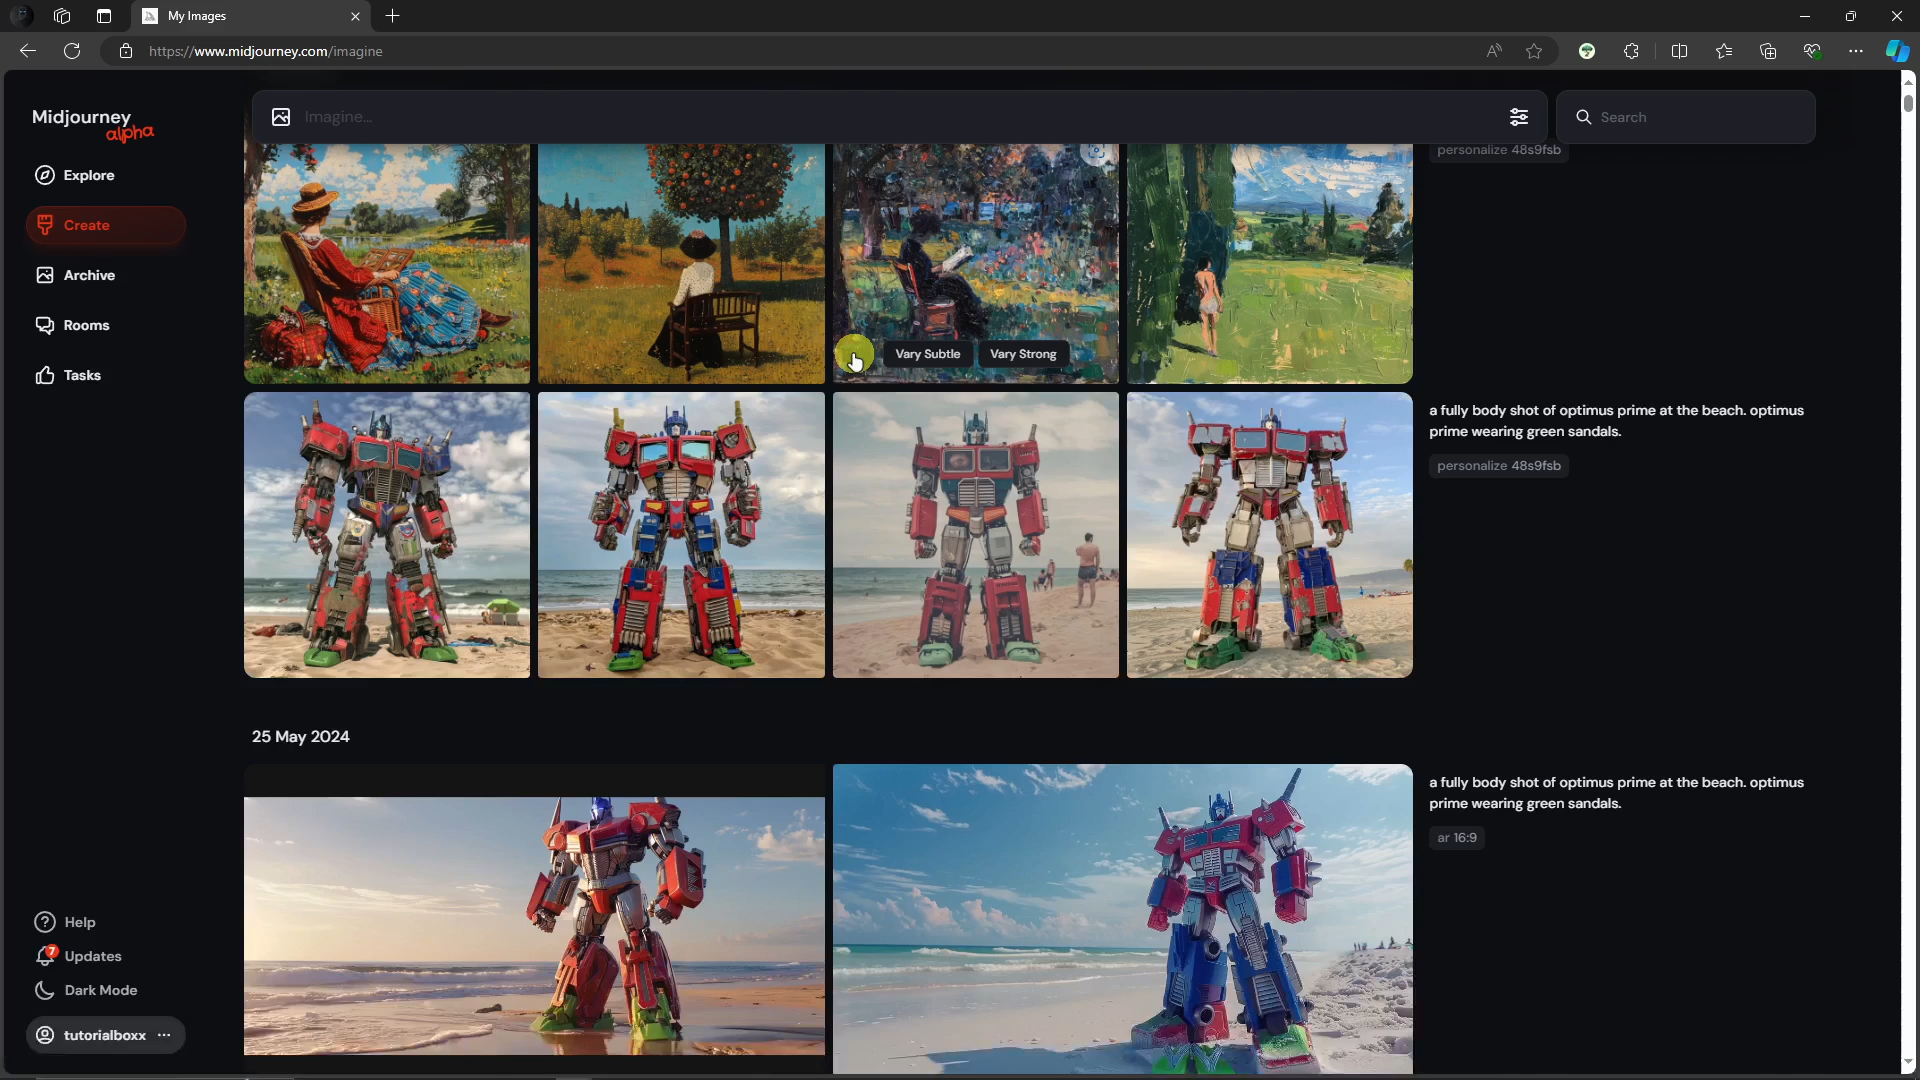 My Images
https://www.midjourney.com/imagine
Midjourney
alpha
Imagine...
Search
Explore
Create
Archive
Rooms
Tasks
personalize 48s9fsb
Vary Subtle
Vary Strong
a fully body shot of optimus prime at the beach. optimus
prime wearing green sandals.
personalize 48s9fsb
25 May 2024
a fully body shot of optimus prime at the beach. optimus
prime wearing green sandals.
ar 16:9
Help
7
Updates
Dark Mode
tutorialboxx